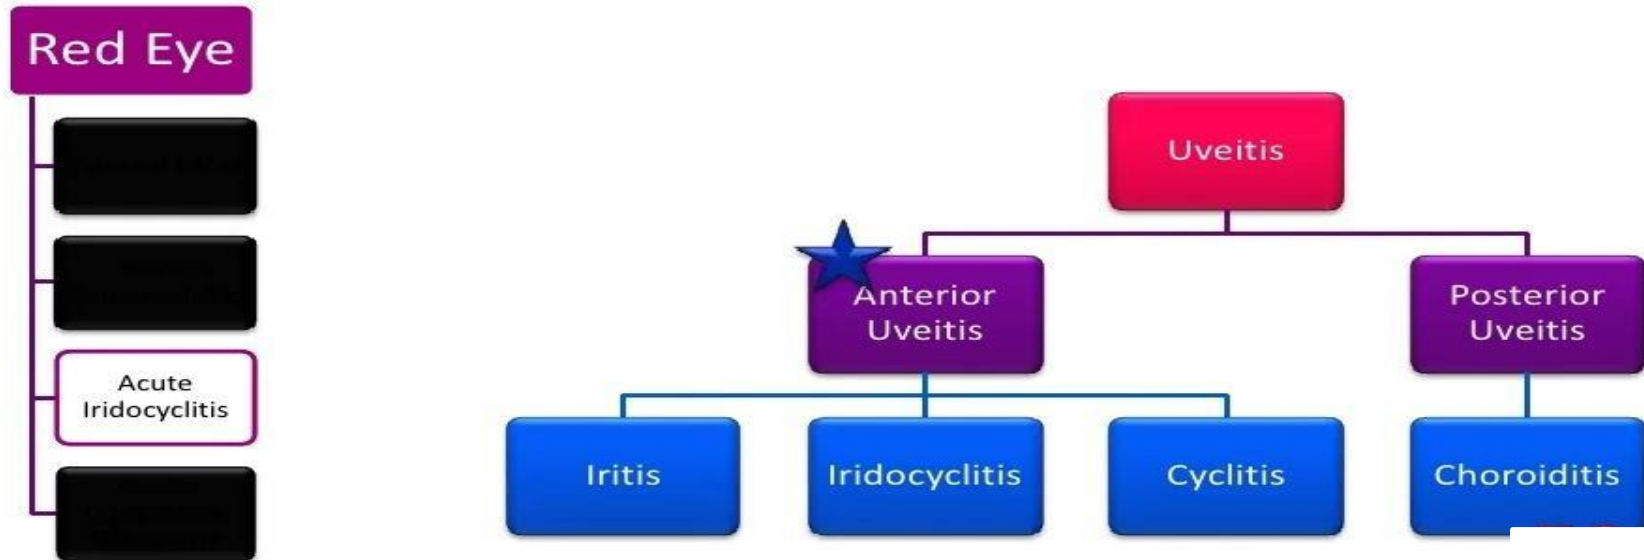 Red Eye
Acute
Iridocyclitis
Uveitis
Anterior
Uveitis
Posterior
Uveitis
Iritis
Iridocyclitis
Cyclitis
Choroiditis